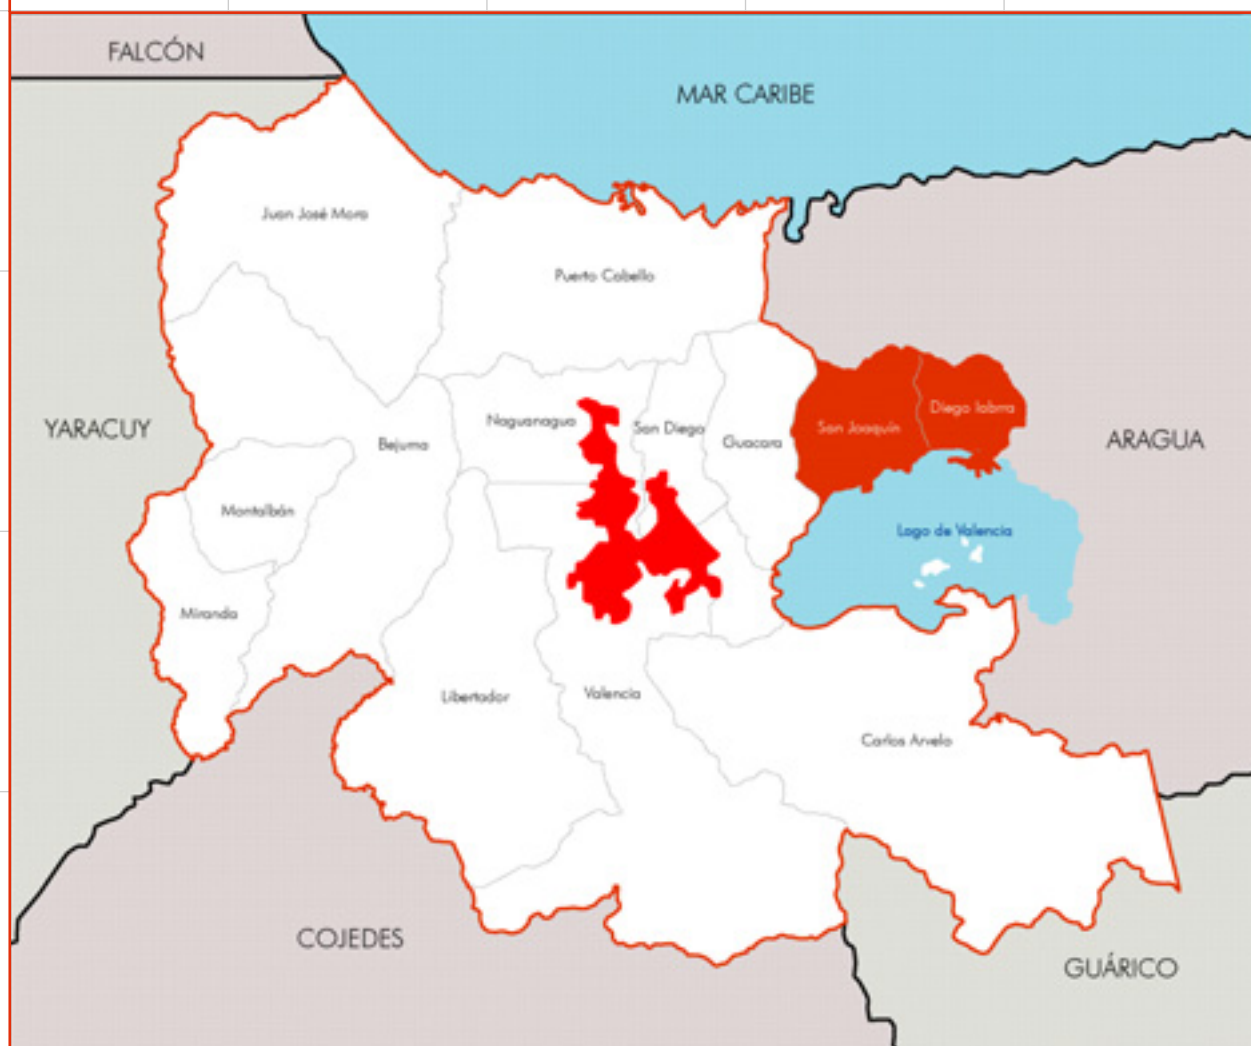 FALCÓN
MAR CARIBE
Juan José Mora
Puerto Cabello
YARACUY
Naguanagua
San Diego
Guacara
San Joaquín
Diego Iabrra
ARAGUA
Bejuma
Montalbán
Lago de Valencia
Miranda
Libertador
Valencia
Carlos Arvelo
COJEDES
GUÁRICO